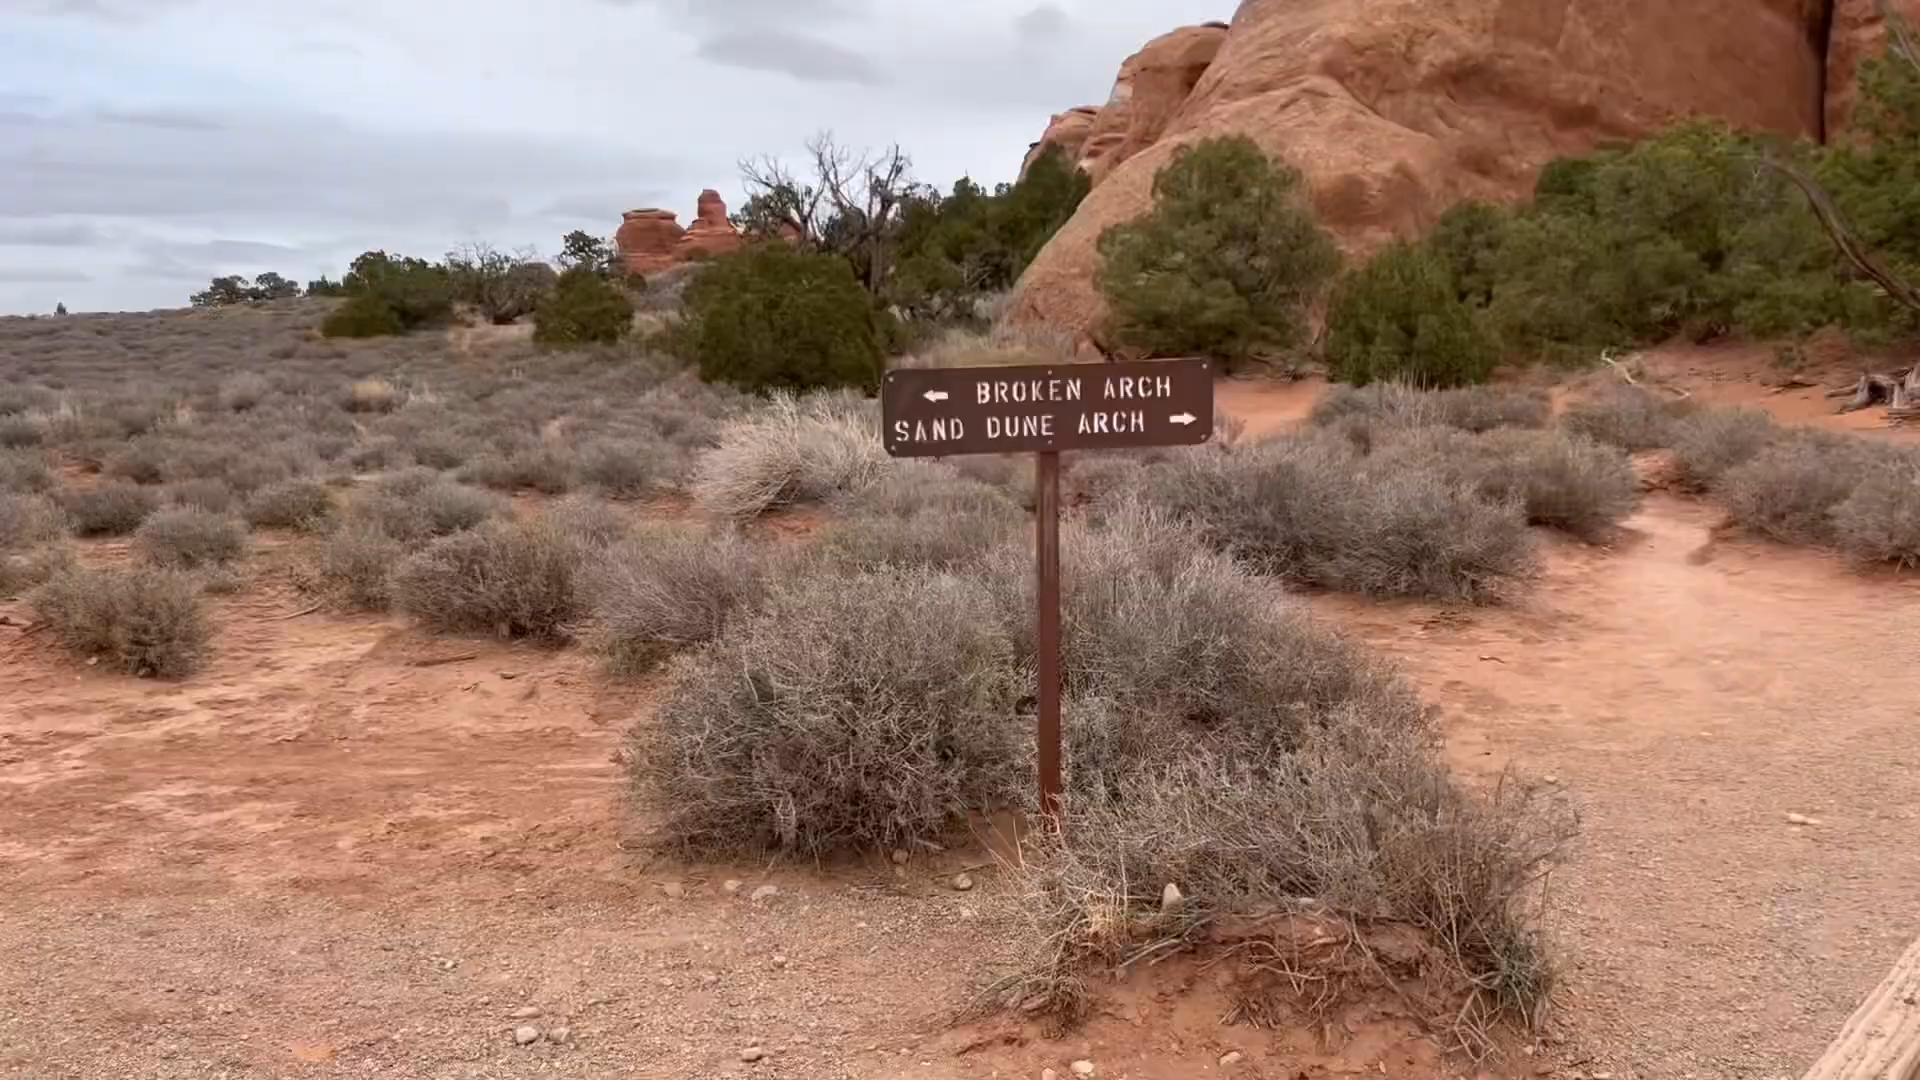 ← BROKEN ARCH
SAND DUNE ARCH →